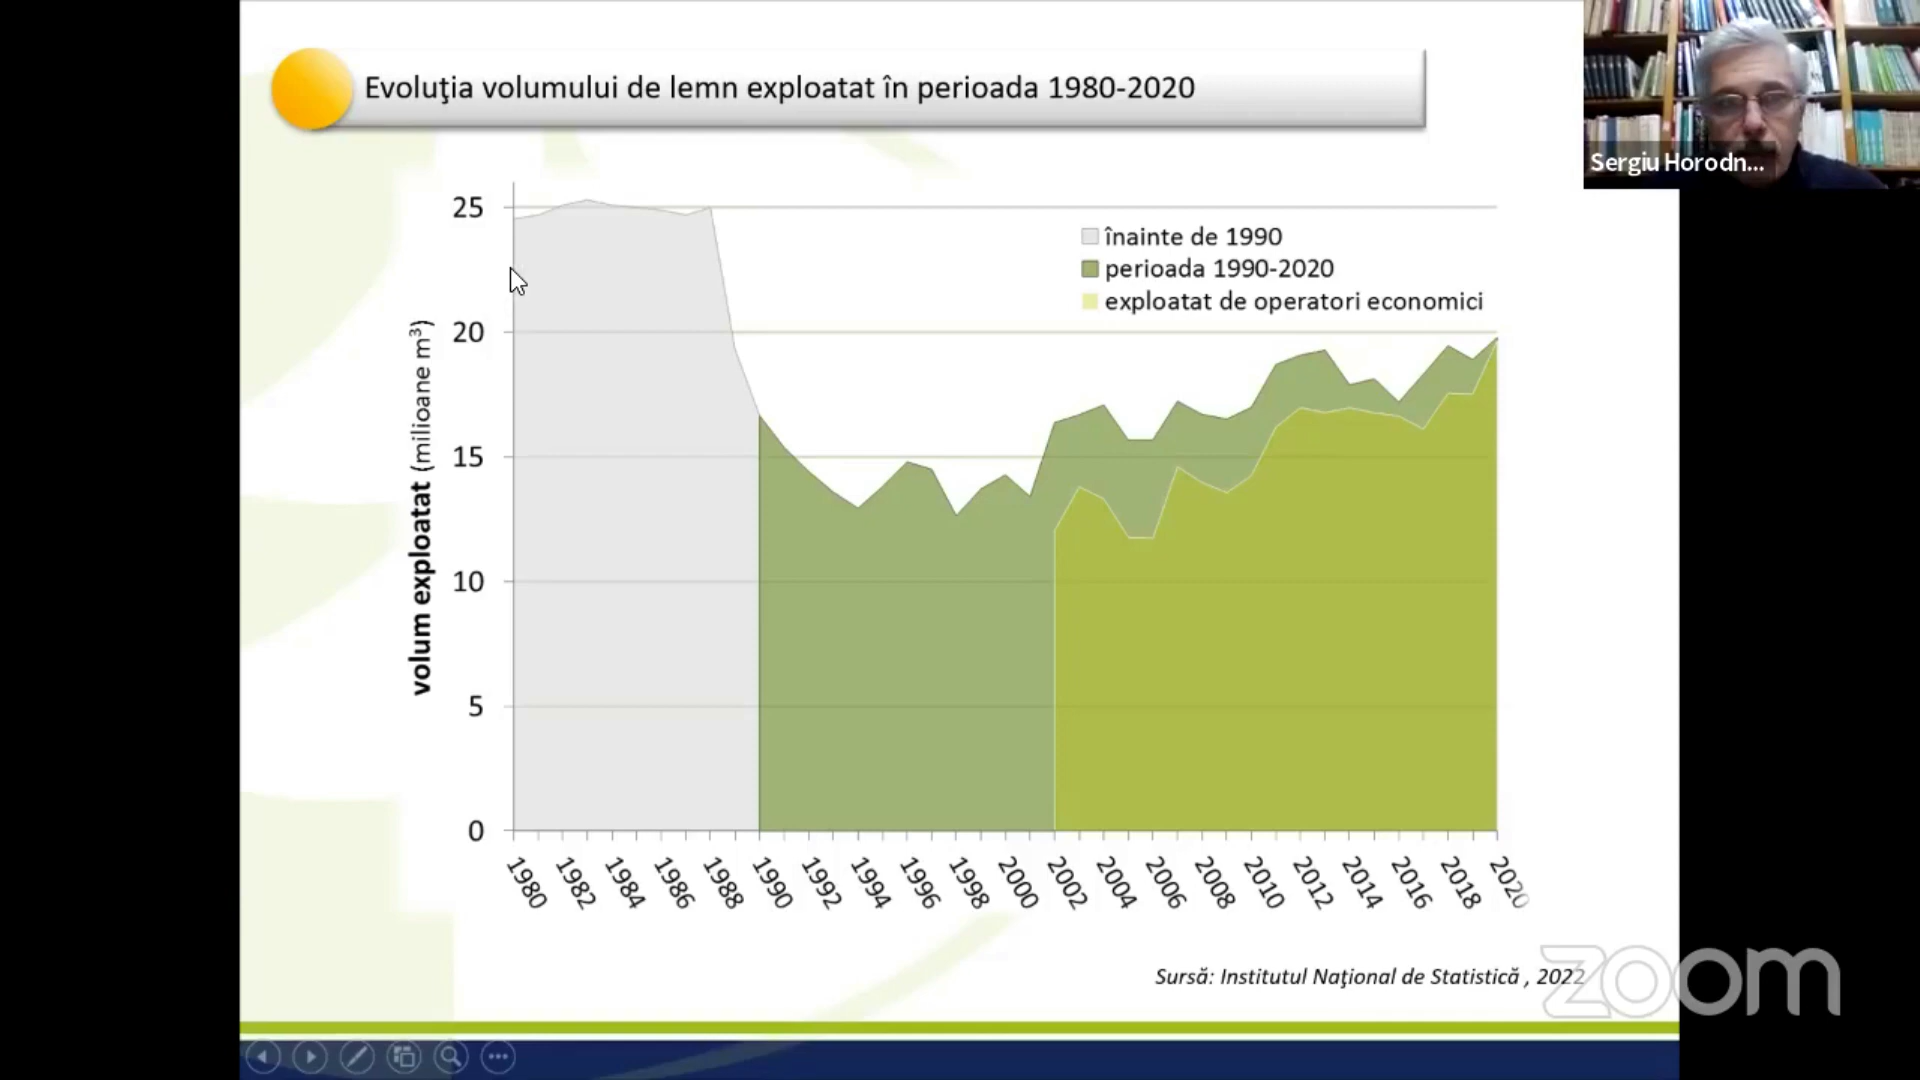 Evoluţia volumului de lemn exploatat în perioada 1980-2020
Sergiu Horodn...
volum exploatat (milioane m³)
25
20
15
10
5
0
înainte de 1990
perioada 1990-2020
exploatat de operatori economici
1980 1982 1984 1986 1988 1990 1992 1994 1996 1998 2000 2002 2004 2006 2008 2010 2012 2014 2016 2018 2020
Sursă: Institutul Naţional de Statistică , 2022
zoom